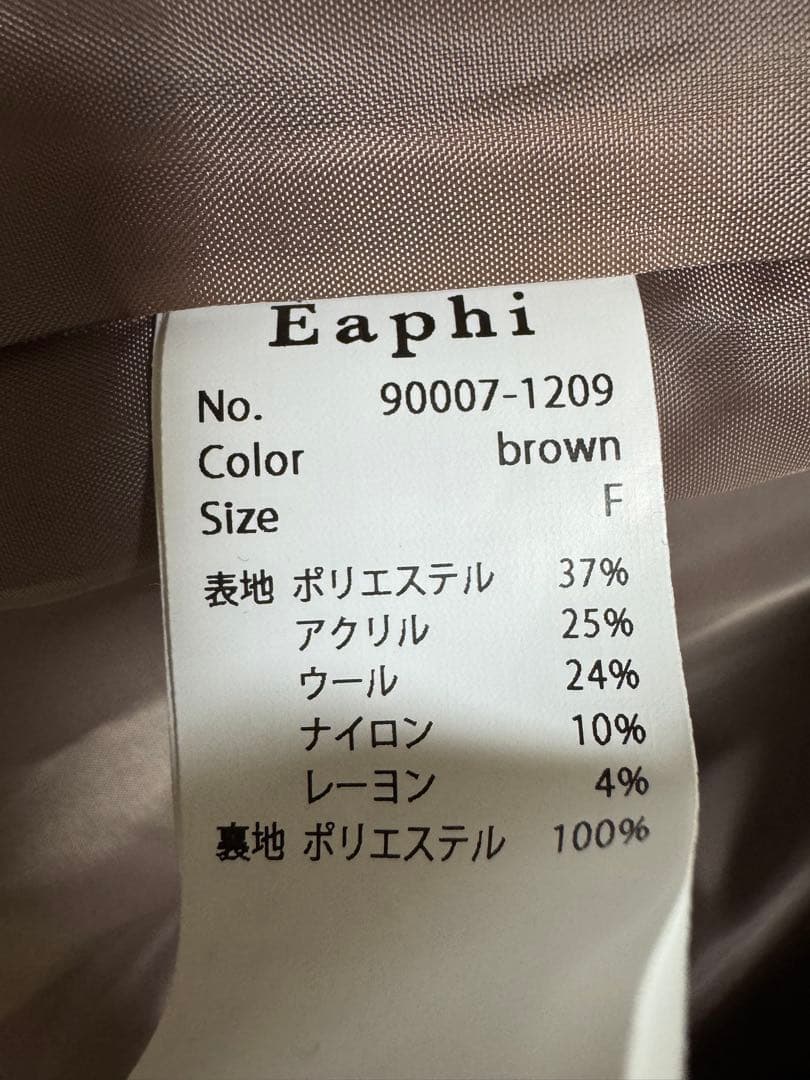 Eaphi
No. 90007-1209
Color brown
Size F
表地 ポリエステル 37%
アクリル 25%
ウール 24%
ナイロン 10%
レーヨン 4%
裏地 ポリエステル 100%